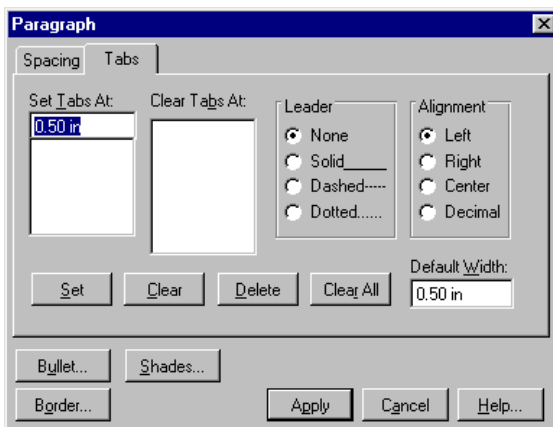 Paragraph
Spacing Tabs
Set Tabs At: Clear Tabs At: Leader Alignment
0.50 in
None Left
Solid_____ Right
Dashed----- Center
Dotted...... Decimal
Default Width:
Set Clear Delete Clear All 0.50 in
Bullet... Shades...
Border... Apply Cancel Help...